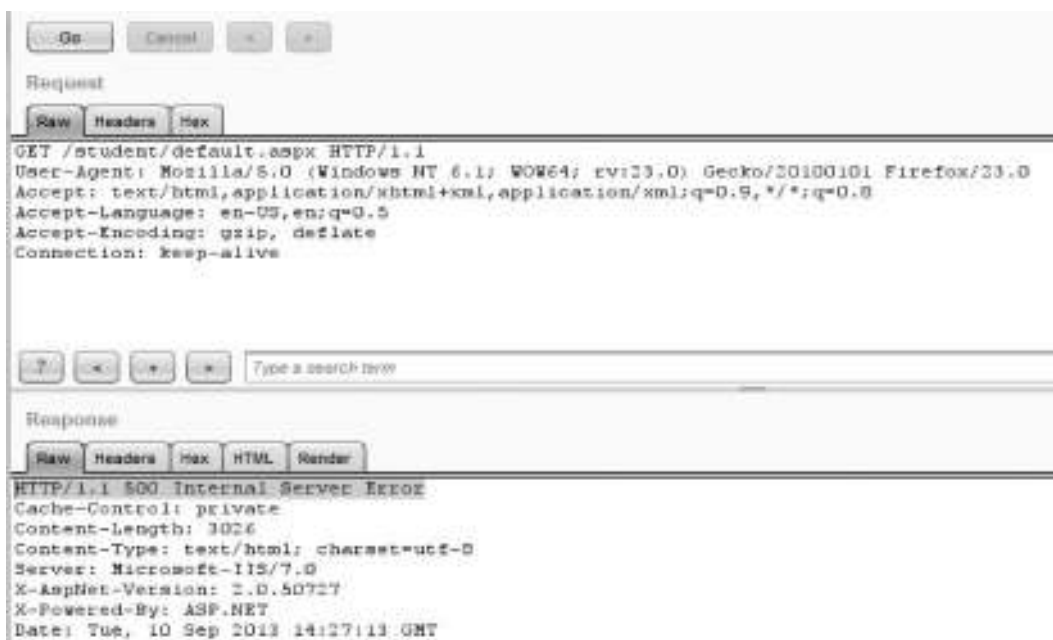 Go Cancel < >
Request
Raw Headers Hex
GET /student/default.aspx HTTP/1.1
User-Agent: Mozilla/5.0 (Windows NT 6.1; WOW64; rv:23.0) Gecko/20100101 Firefox/23.0
Accept: text/html,application/xhtml+xml,application/xml;q=0.9,*/*;q=0.8
Accept-Language: en-US,en;q=0.5
Accept-Encoding: gzip, deflate
Connection: keep-alive
? < + > Type a search term
Response
Raw Headers Hex HTML Render
HTTP/1.1 500 Internal Server Error
Cache-Control: private
Content-Length: 3026
Content-Type: text/html; charset=utf-8
Server: Microsoft-IIS/7.0
X-AspNet-Version: 2.0.50727
X-Powered-By: ASP.NET
Date: Tue, 10 Sep 2013 14:27:13 GMT